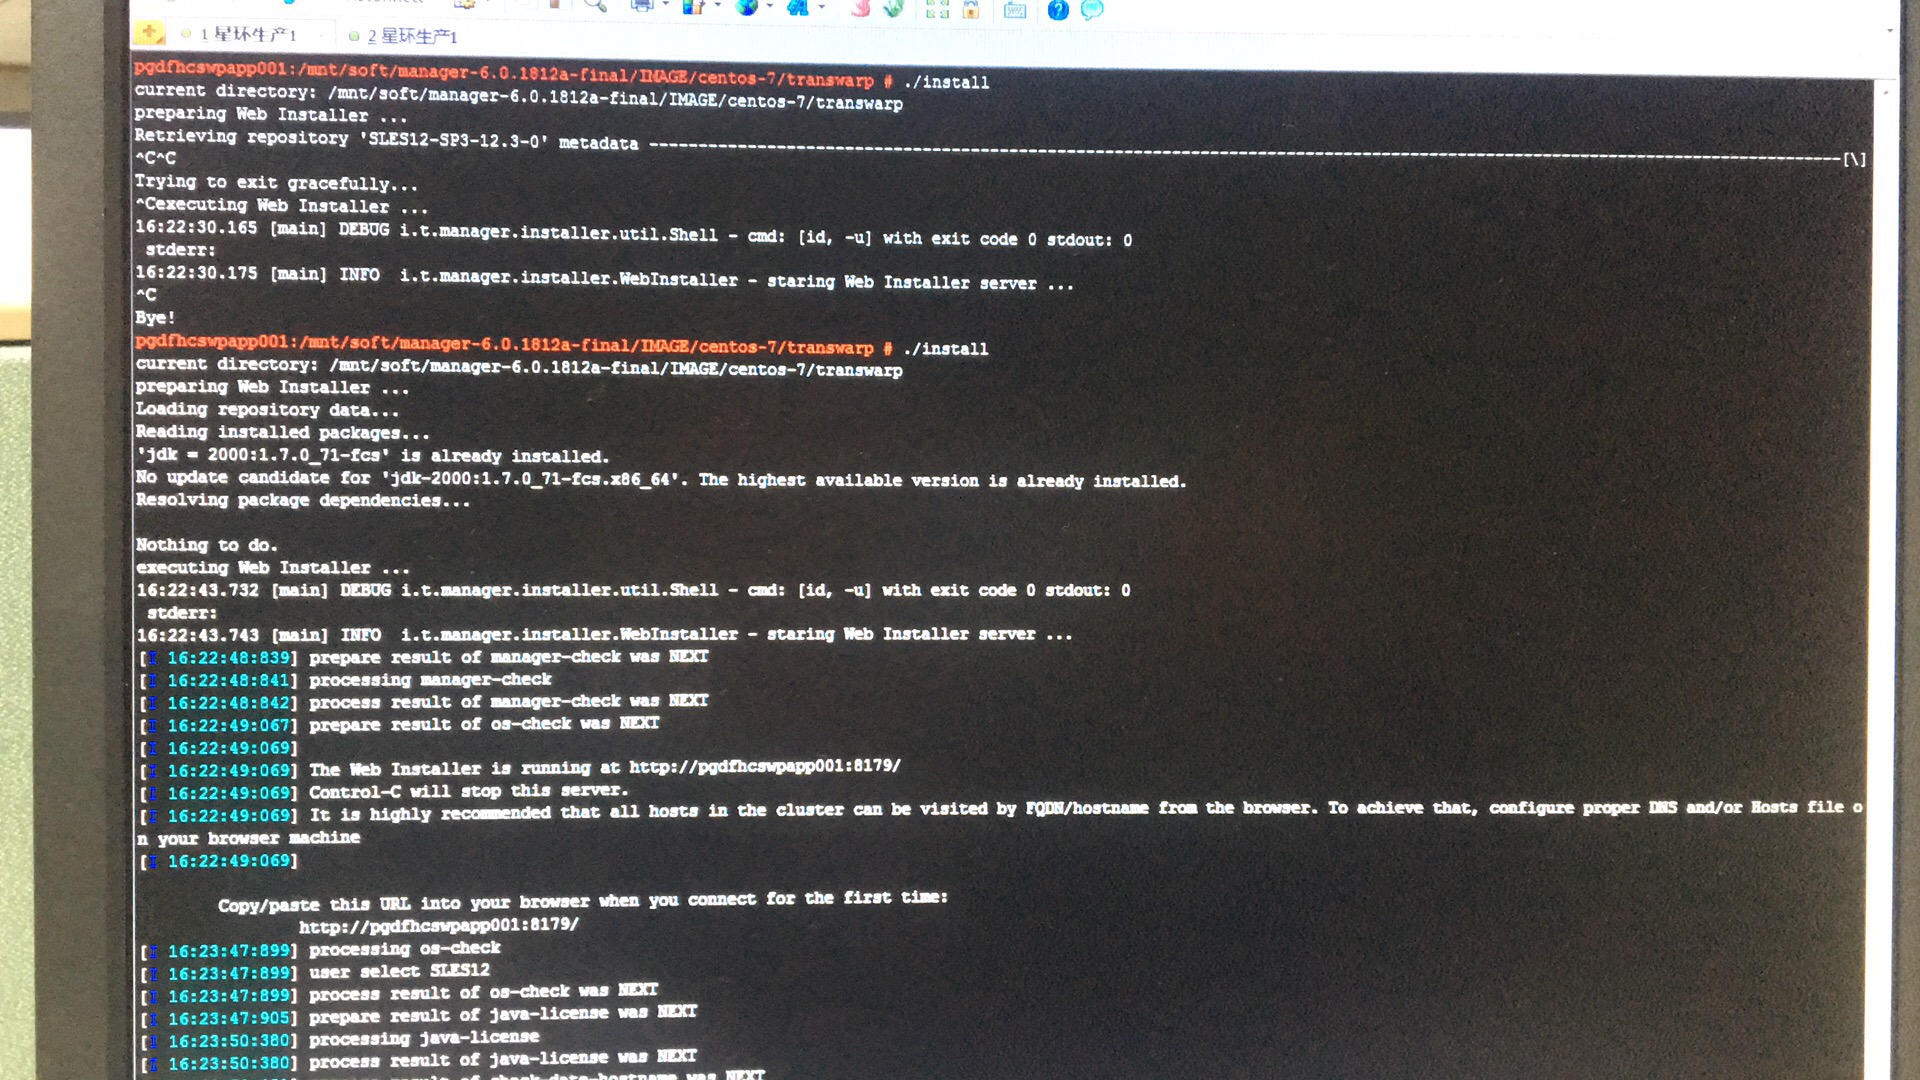 1 星环生产1
2 星环生产1
pgdfhcswpapp001:/mnt/soft/manager-6.0.1812a-final/IMAGE/centos-7/transwarp # ./install
current directory: /mnt/soft/manager-6.0.1812a-final/IMAGE/centos-7/transwarp
preparing Web Installer ...
Retrieving repository 'SLES12-SP3-12.3-0' metadata ----------------------------------------------------------------[\]
^C^C
Trying to exit gracefully...
^Cexecuting Web Installer ...
16:22:30.165 [main] DEBUG i.t.manager.installer.util.Shell - cmd: [id, -u] with exit code 0 stdout: 0
 stderr:
16:22:30.175 [main] INFO  i.t.manager.installer.WebInstaller - staring Web Installer server ...
^C
Bye!
pgdfhcswpapp001:/mnt/soft/manager-6.0.1812a-final/IMAGE/centos-7/transwarp # ./install
current directory: /mnt/soft/manager-6.0.1812a-final/IMAGE/centos-7/transwarp
preparing Web Installer ...
Loading repository data...
Reading installed packages...
'jdk = 2000:1.7.0_71-fcs' is already installed.
No update candidate for 'jdk-2000:1.7.0_71-fcs.x86_64'. The highest available version is already installed.
Resolving package dependencies...
Nothing to do.
executing Web Installer ...
16:22:43.732 [main] DEBUG i.t.manager.installer.util.Shell - cmd: [id, -u] with exit code 0 stdout: 0
 stderr:
16:22:43.743 [main] INFO  i.t.manager.installer.WebInstaller - staring Web Installer server ...
[I 16:22:48:839] prepare result of manager-check was NEXT
[I 16:22:48:841] processing manager-check
[I 16:22:48:842] process result of manager-check was NEXT
[I 16:22:49:067] prepare result of os-check was NEXT
[I 16:22:49:069]
[I 16:22:49:069] The Web Installer is running at http://pgdfhcswpapp001:8179/
[I 16:22:49:069] Control-C will stop this server.
[I 16:22:49:069] It is highly recommended that all hosts in the cluster can be visited by FQDN/hostname from the browser. To achieve that, configure proper DNS and/or Hosts file o
n your browser machine
[I 16:22:49:069]
Copy/paste this URL into your browser when you connect for the first time:
http://pgdfhcswpapp001:8179/
[I 16:23:47:899] processing os-check
[I 16:23:47:899] user select SLES12
[I 16:23:47:899] process result of os-check was NEXT
[I 16:23:47:905] prepare result of java-license was NEXT
[I 16:23:50:380] processing java-license
[I 16:23:50:380] process result of java-license was NEXT
result of check-date-hostname was NEXT